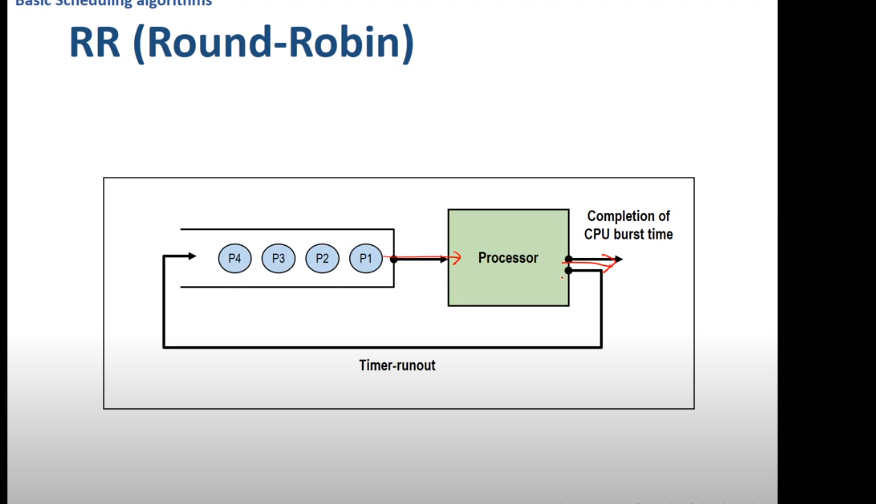 Basic Scheduling algorithms
RR (Round-Robin)
Completion of
CPU burst time
P4 P3 P2 P1
Processor
Timer-runout